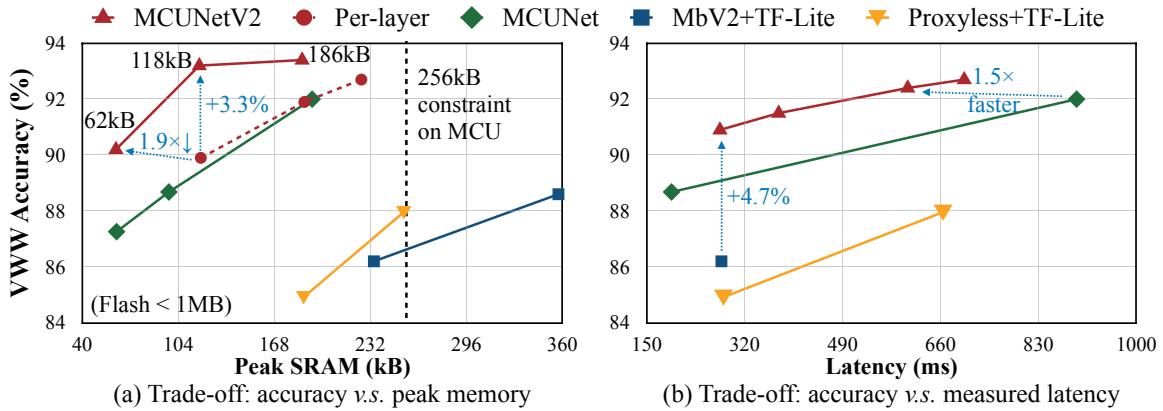 MCUNetV2 Per-layer MCUNet MbV2+TF-Lite Proxyless+TF-Lite
VWW Accuracy (%)
94
92
90
88
86
84
62kB
118kB
186kB
+3.3%
1.9×↓
256kB
constraint
on MCU
(Flash < 1MB)
40 104 168 232 296 360
Peak SRAM (kB)
(a) Trade-off: accuracy v.s. peak memory
94
92
90
88
86
84
1.5×
faster
+4.7%
150 320 490 660 830 1000
Latency (ms)
(b) Trade-off: accuracy v.s. measured latency